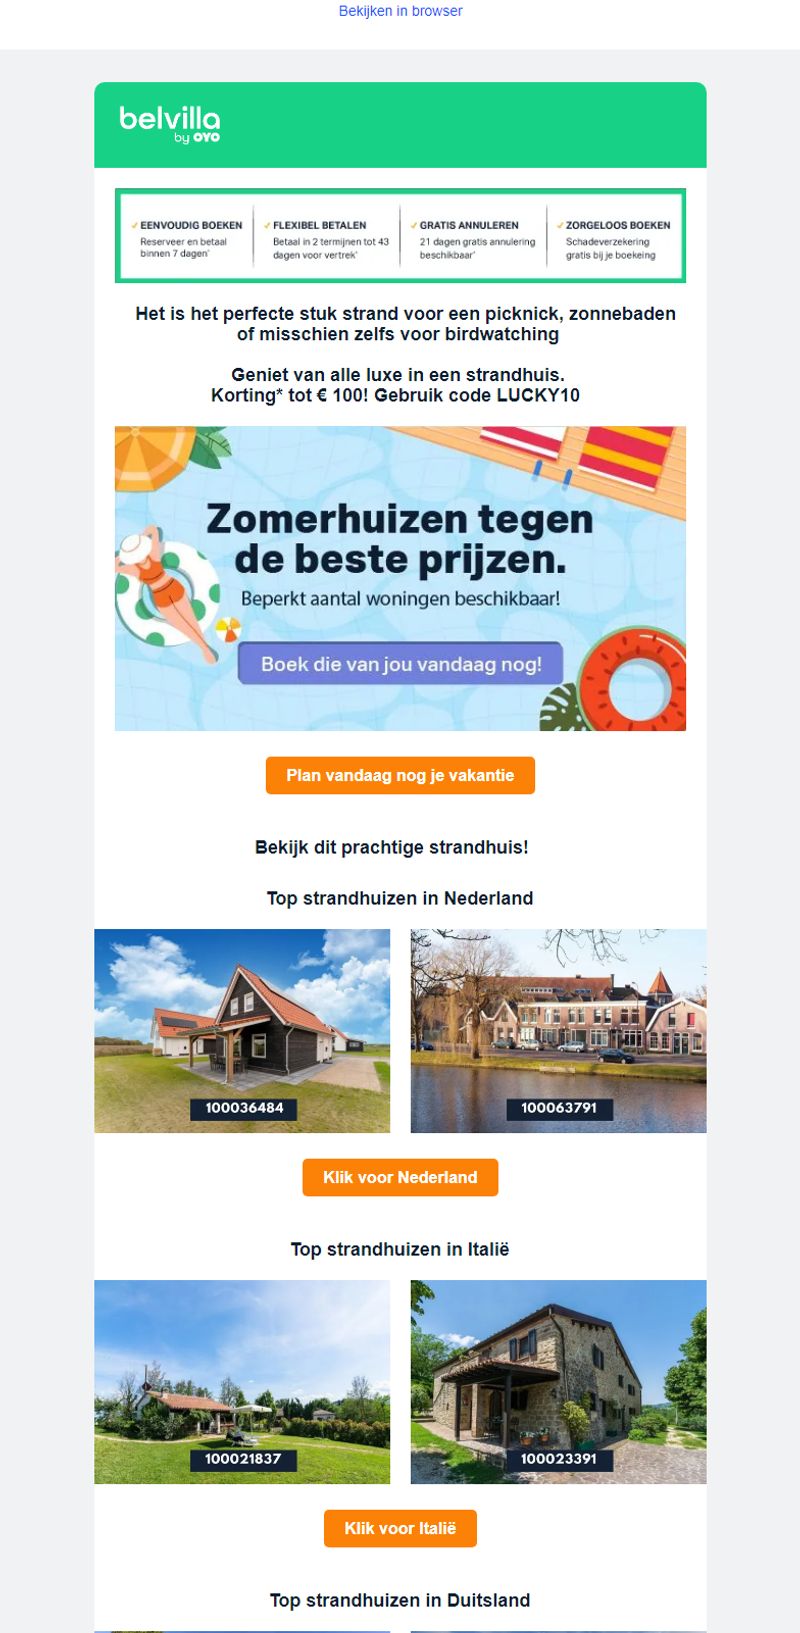 Bekijken in browser
belvilla
by OYO
✓ EENVOUDIG BOEKEN
Reserveer en betaal
binnen 7 dagen*
✓ FLEXIBEL BETALEN
Betaal in 2 termijnen tot 43
dagen voor vertrek*
✓ GRATIS ANNULEREN
21 dagen gratis annulering
beschikbaar*
✓ ZORGELOOS BOEKEN
Schadeverzekering
gratis bij je boekeing
Het is het perfecte stuk strand voor een picknick, zonnebaden
of misschien zelfs voor birdwatching
Geniet van alle luxe in een strandhuis.
Korting* tot € 100! Gebruik code LUCKY10
Zomerhuizen tegen
de beste prijzen.
Beperkt aantal woningen beschikbaar!
Boek die van jou vandaag nog!
Plan vandaag nog je vakantie
Bekijk dit prachtige strandhuis!
Top strandhuizen in Nederland
100036484
100063791
Klik voor Nederland
Top strandhuizen in Italië
100021837
100023391
Klik voor Italië
Top strandhuizen in Duitsland